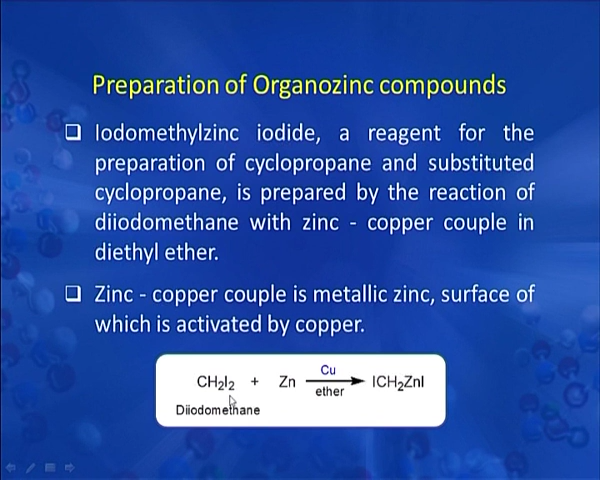 Preparation of Organozinc compounds
❑ Iodomethylzinc iodide, a reagent for the
preparation of cyclopropane and substituted
cyclopropane, is prepared by the reaction of
diiodomethane with zinc - copper couple in
diethyl ether.
❑ Zinc - copper couple is metallic zinc, surface of
which is activated by copper.
Cu
CH₂I₂ + Zn ⟶ ICH₂ZnI
ether
Diiodomethane